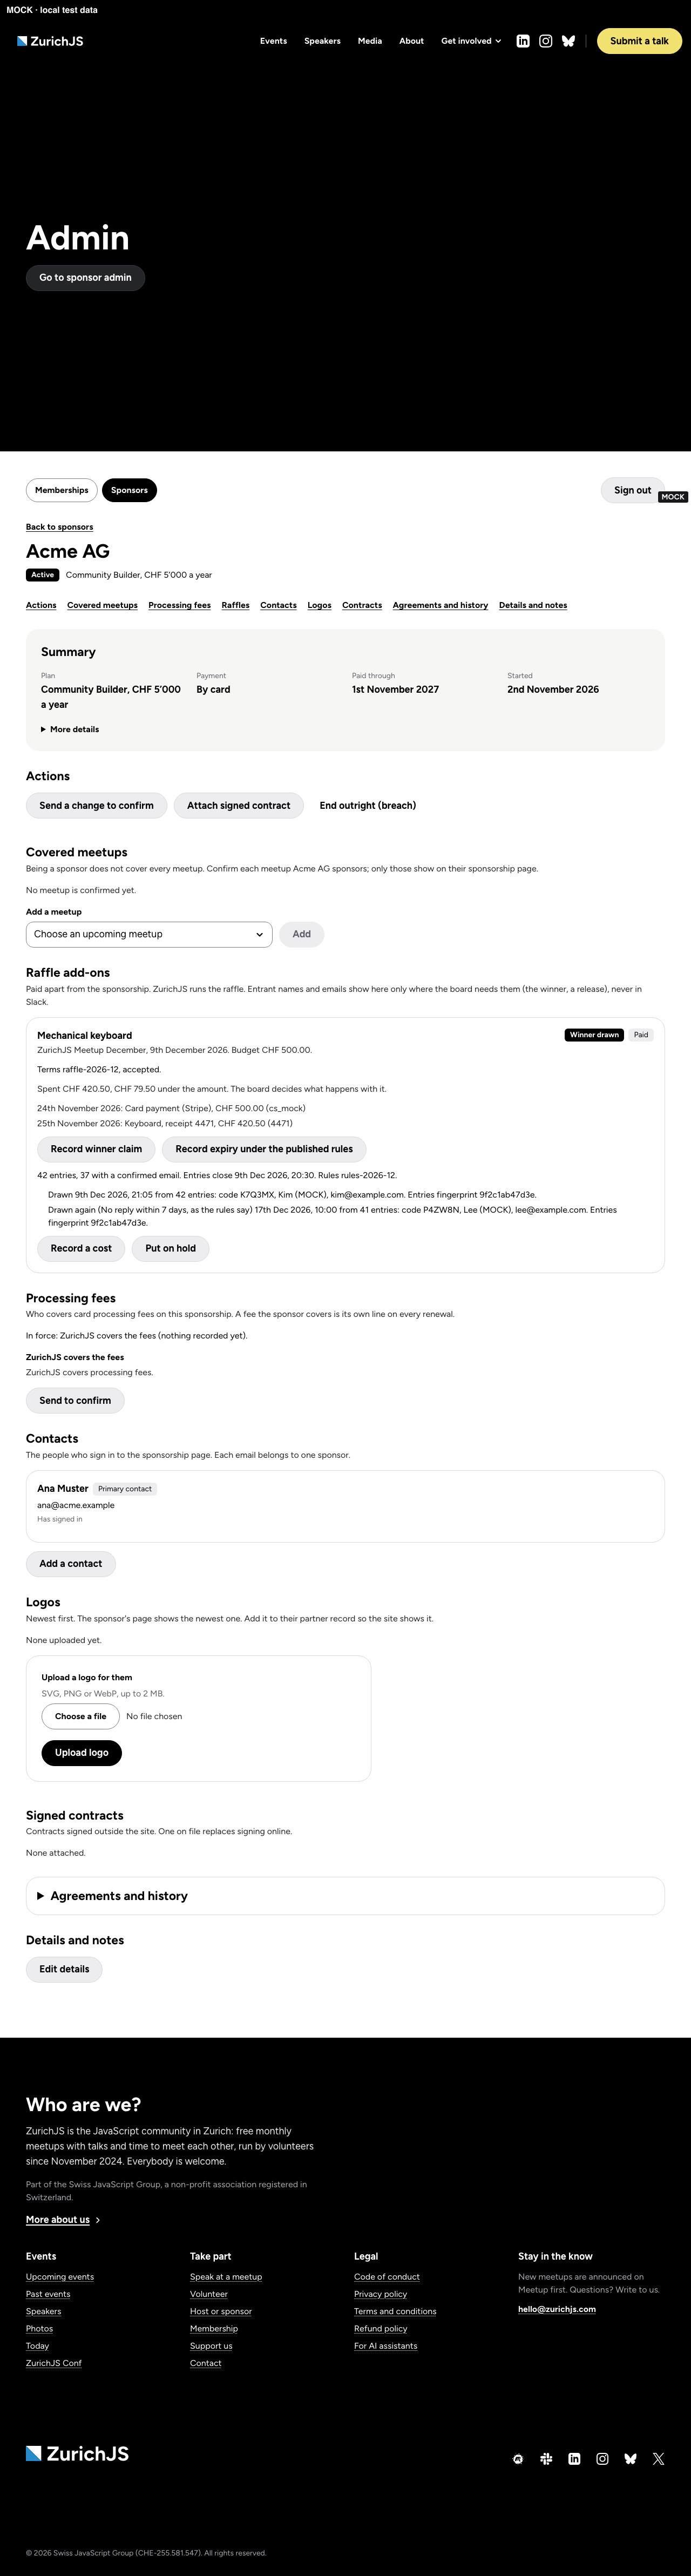 MOCK · local test data
ZurichJS
Events
Speakers
Media
About
Get involved
Submit a talk
Admin
Go to sponsor admin
Memberships
Sponsors
Sign out
MOCK
Back to sponsors
Acme AG
Active
Community Builder, CHF 5’000 a year
Actions
Covered meetups
Processing fees
Raffles
Contacts
Logos
Contracts
Agreements and history
Details and notes
Summary
Plan
Community Builder, CHF 5’000
a year
Payment
By card
Paid through
1st November 2027
Started
2nd November 2026
More details
Actions
Send a change to confirm
Attach signed contract
End outright (breach)
Covered meetups
Being a sponsor does not cover every meetup. Confirm each meetup Acme AG sponsors; only those show on their sponsorship page.
No meetup is confirmed yet.
Add a meetup
Choose an upcoming meetup
Add
Raffle add-ons
Paid apart from the sponsorship. ZurichJS runs the raffle. Entrant names and emails show here only where the board needs them (the winner, a release), never in
Slack.
Mechanical keyboard
Winner drawn
Paid
ZurichJS Meetup December, 9th December 2026. Budget CHF 500.00.
Terms raffle-2026-12, accepted.
Spent CHF 420.50, CHF 79.50 under the amount. The board decides what happens with it.
24th November 2026: Card payment (Stripe), CHF 500.00 (cs_mock)
25th November 2026: Keyboard, receipt 4471, CHF 420.50 (4471)
Record winner claim
Record expiry under the published rules
42 entries, 37 with a confirmed email. Entries close 9th Dec 2026, 20:30. Rules rules-2026-12.
Drawn 9th Dec 2026, 21:05 from 42 entries: code K7Q3MX, Kim (MOCK), kim@example.com. Entries fingerprint 9f2c1ab47d3e.
Drawn again (No reply within 7 days, as the rules say) 17th Dec 2026, 10:00 from 41 entries: code P4ZW8N, Lee (MOCK), lee@example.com. Entries
fingerprint 9f2c1ab47d3e.
Record a cost
Put on hold
Processing fees
Who covers card processing fees on this sponsorship. A fee the sponsor covers is its own line on every renewal.
In force: ZurichJS covers the fees (nothing recorded yet).
ZurichJS covers the fees
ZurichJS covers processing fees.
Send to confirm
Contacts
The people who sign in to the sponsorship page. Each email belongs to one sponsor.
Ana Muster
Primary contact
ana@acme.example
Has signed in
Add a contact
Logos
Newest first. The sponsor's page shows the newest one. Add it to their partner record so the site shows it.
None uploaded yet.
Upload a logo for them
SVG, PNG or WebP, up to 2 MB.
Choose a file
No file chosen
Upload logo
Signed contracts
Contracts signed outside the site. One on file replaces signing online.
None attached.
Agreements and history
Details and notes
Edit details
Who are we?
ZurichJS is the JavaScript community in Zurich: free monthly
meetups with talks and time to meet each other, run by volunteers
since November 2024. Everybody is welcome.
Part of the Swiss JavaScript Group, a non-profit association registered in
Switzerland.
More about us
Events
Upcoming events
Past events
Speakers
Photos
Today
ZurichJS Conf
Take part
Speak at a meetup
Volunteer
Host or sponsor
Membership
Support us
Contact
Legal
Code of conduct
Privacy policy
Terms and conditions
Refund policy
For AI assistants
Stay in the know
New meetups are announced on
Meetup first. Questions? Write to us.
hello@zurichjs.com
ZurichJS
© 2026 Swiss JavaScript Group (CHE-255.581.547). All rights reserved.